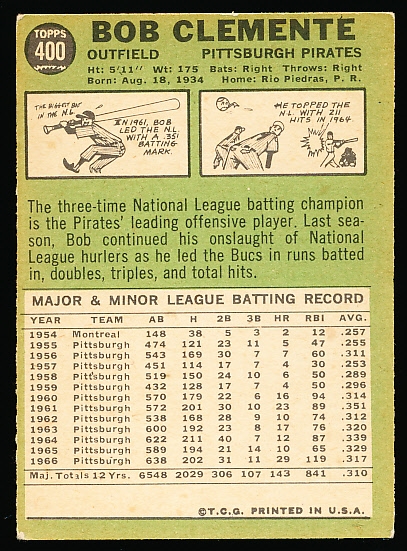 TOPPS
400
BOB CLEMENTE
OUTFIELD PITTSBURGH PIRATES
Ht: 5'11" Wt: 175 Bats: Right Throws: Right
Born: Aug. 18, 1934 Home: Rio Piedras, P. R.
THE BIGGEST BAT
IN THE N.L.
IN 1961, BOB
LED THE N.L.
WITH A .351
BATTING
MARK.
HE TOPPED THE
N.L. WITH 211
HITS IN 1964.
The three-time National League batting champion
is the Pirates' leading offensive player. Last sea-
son, Bob continued his onslaught of National
League hurlers as he led the Bucs in runs batted
in, doubles, triples, and total hits.
MAJOR & MINOR LEAGUE BATTING RECORD
YEAR TEAM AB H 2B 3B HR RBI AVG.
1954 Montreal 148 38 5 3 2 12 .257
1955 Pittsburgh 474 121 23 11 5 47 .255
1956 Pittsburgh 543 169 30 7 7 60 .311
1957 Pittsburgh 451 114 17 7 4 30 .253
1958 Pittsburgh 519 150 24 10 6 50 .289
1959 Pittsburgh 432 128 17 7 4 50 .296
1960 Pittsburgh 570 179 22 6 16 94 .314
1961 Pittsburgh 572 201 30 10 23 89 .351
1962 Pittsburgh 538 168 28 9 10 74 .312
1963 Pittsburgh 600 192 23 8 17 76 .320
1964 Pittsburgh 622 211 40 7 12 87 .339
1965 Pittsburgh 589 194 21 14 10 65 .329
1966 Pittsburgh 638 202 31 11 29 119 .317
Maj. Totals 12 Yrs. 6548 2029 306 107 143 841 .310
©T.C.G. PRINTED IN U.S.A.